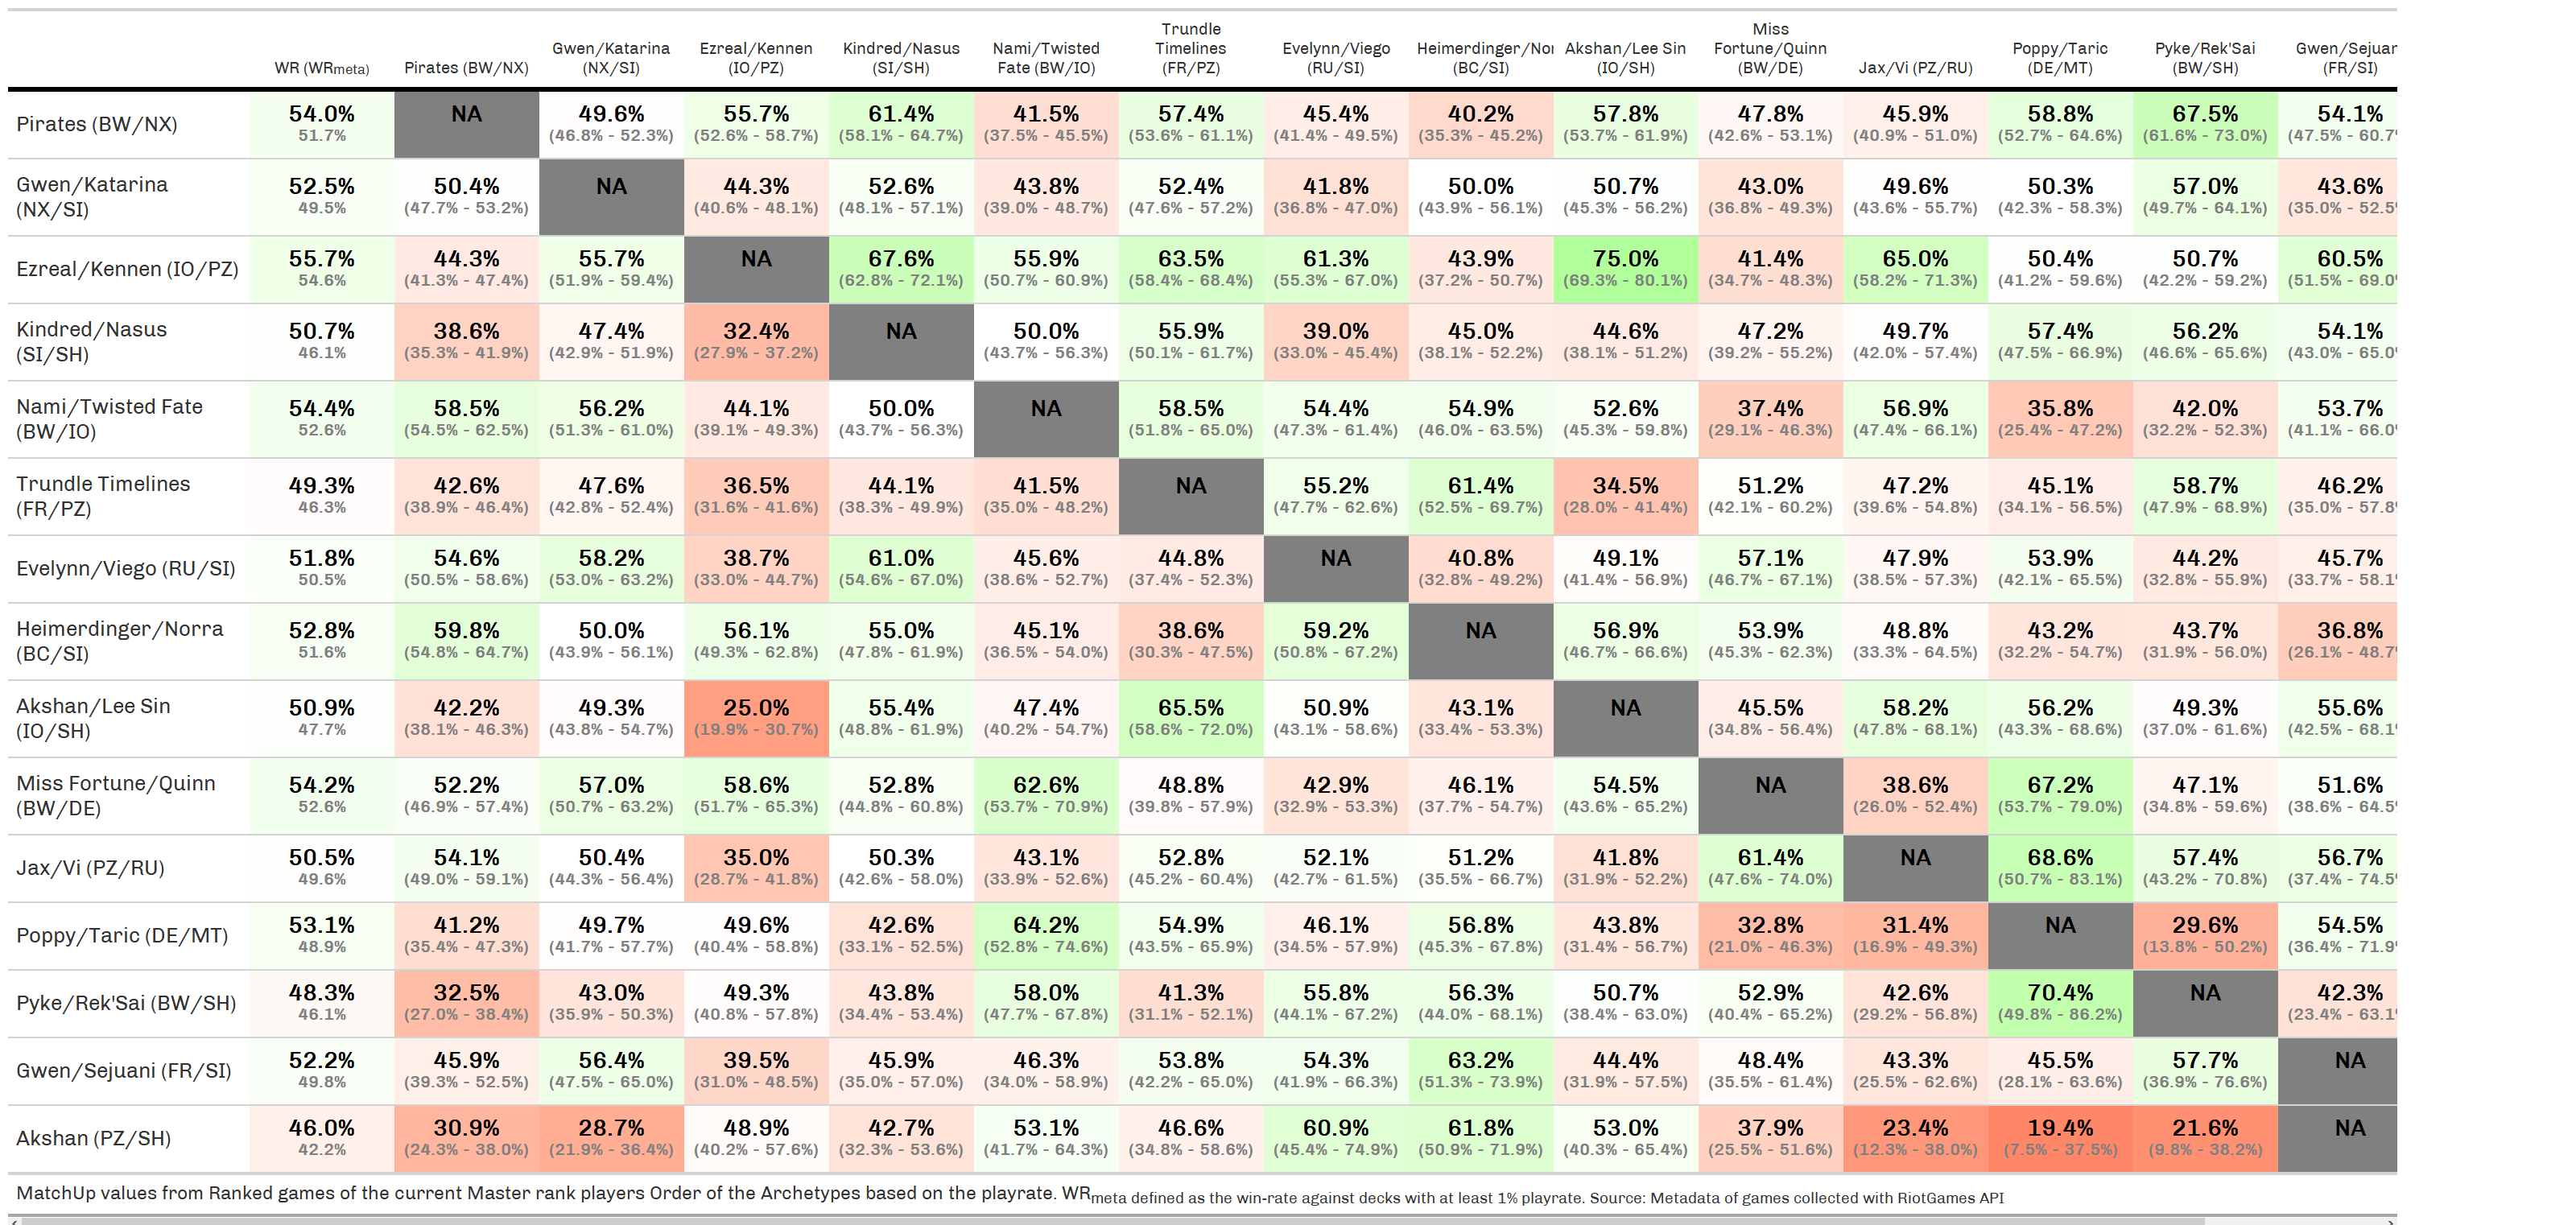 WR (WRmeta) Pirates (BW/NX) Gwen/Katarina (NX/SI) Ezreal/Kennen (IO/PZ) Kindred/Nasus (SI/SH) Nami/Twisted Fate (BW/IO) Trundle Timelines (FR/PZ) Evelynn/Viego (RU/SI) Heimerdinger/Nor (BC/SI) Akshan/Lee Sin (IO/SH) Miss Fortune/Quinn (BW/DE) Jax/Vi (PZ/RU) Poppy/Taric (DE/MT) Pyke/Rek'Sai (BW/SH) Gwen/Sejuar (FR/SI)
Pirates (BW/NX) 54.0% NA 49.6% 55.7% 61.4% 41.5% 57.4% 45.4% 40.2% 57.8% 47.8% 45.9% 58.8% 67.5% 54.1%
51.7% (46.8% - 52.3%) (52.6% - 58.7%) (58.1% - 64.7%) (37.5% - 45.5%) (53.6% - 61.1%) (41.4% - 49.5%) (35.3% - 45.2%) (53.7% - 61.9%) (42.6% - 53.1%) (40.9% - 51.0%) (52.7% - 64.6%) (61.6% - 73.0%) (47.5% - 60.7%
Gwen/Katarina (NX/SI) 52.5% 50.4% NA 44.3% 52.6% 43.8% 52.4% 41.8% 50.0% 50.7% 43.0% 49.6% 50.3% 57.0% 43.6%
49.5% (47.7% - 53.2%) (40.6% - 48.1%) (48.1% - 57.1%) (39.0% - 48.7%) (47.6% - 57.2%) (36.8% - 47.0%) (43.9% - 56.1%) (45.3% - 56.2%) (36.8% - 49.3%) (43.6% - 55.7%) (42.3% - 58.3%) (49.7% - 64.1%) (35.0% - 52.5%
Ezreal/Kennen (IO/PZ) 55.7% 44.3% 55.7% NA 67.6% 55.9% 63.5% 61.3% 43.9% 75.0% 41.4% 65.0% 50.4% 50.7% 60.5%
54.6% (41.3% - 47.4%) (51.9% - 59.4%) (62.8% - 72.1%) (50.7% - 60.9%) (58.4% - 68.4%) (55.3% - 67.0%) (37.2% - 50.7%) (69.3% - 80.1%) (34.7% - 48.3%) (58.2% - 71.3%) (41.2% - 59.6%) (42.2% - 59.2%) (51.5% - 69.0%
Kindred/Nasus (SI/SH) 50.7% 38.6% 47.4% 32.4% NA 50.0% 55.9% 39.0% 45.0% 44.6% 47.2% 49.7% 57.4% 56.2% 54.1%
46.1% (35.3% - 41.9%) (42.9% - 51.9%) (27.9% - 37.2%) (43.7% - 56.3%) (50.1% - 61.7%) (33.0% - 45.4%) (38.1% - 52.2%) (38.1% - 51.2%) (39.2% - 55.2%) (42.0% - 57.4%) (47.5% - 66.9%) (46.6% - 65.6%) (43.0% - 65.0%
Nami/Twisted Fate (BW/IO) 54.4% 58.5% 56.2% 44.1% 50.0% NA 58.5% 54.4% 54.9% 52.6% 37.4% 56.9% 35.8% 42.0% 53.7%
52.6% (54.5% - 62.5%) (51.3% - 61.0%) (39.1% - 49.3%) (43.7% - 56.3%) (51.8% - 65.0%) (47.3% - 61.4%) (46.0% - 63.5%) (45.3% - 59.8%) (29.1% - 46.3%) (47.4% - 66.1%) (25.4% - 47.2%) (32.2% - 52.3%) (41.1% - 66.0%
Trundle Timelines (FR/PZ) 49.3% 42.6% 47.6% 36.5% 44.1% 41.5% NA 55.2% 61.4% 34.5% 51.2% 47.2% 45.1% 58.7% 46.2%
46.3% (38.9% - 46.4%) (42.8% - 52.4%) (31.6% - 41.6%) (38.3% - 49.9%) (35.0% - 48.2%) (47.7% - 62.6%) (52.5% - 69.7%) (28.0% - 41.4%) (42.1% - 60.2%) (39.6% - 54.8%) (34.1% - 56.5%) (47.9% - 68.9%) (35.0% - 57.8%
Evelynn/Viego (RU/SI) 51.8% 54.6% 58.2% 38.7% 61.0% 45.6% 44.8% NA 40.8% 49.1% 57.1% 47.9% 53.9% 44.2% 45.7%
50.5% (50.5% - 58.6%) (53.0% - 63.2%) (33.0% - 44.7%) (54.6% - 67.0%) (38.6% - 52.7%) (37.4% - 52.3%) (32.8% - 49.2%) (41.4% - 56.9%) (46.7% - 67.1%) (38.5% - 57.3%) (42.1% - 65.5%) (32.8% - 55.9%) (33.7% - 58.1%
Heimerdinger/Norra (BC/SI) 52.8% 59.8% 50.0% 56.1% 55.0% 45.1% 38.6% 59.2% NA 56.9% 53.9% 48.8% 43.2% 43.7% 36.8%
51.6% (54.8% - 64.7%) (43.9% - 56.1%) (49.3% - 62.8%) (47.8% - 61.9%) (36.5% - 54.0%) (30.3% - 47.5%) (50.8% - 67.2%) (46.7% - 66.6%) (45.3% - 62.3%) (33.3% - 64.5%) (32.2% - 54.7%) (31.9% - 56.0%) (26.1% - 48.7%
Akshan/Lee Sin (IO/SH) 50.9% 42.2% 49.3% 25.0% 55.4% 47.4% 65.5% 50.9% 43.1% NA 45.5% 58.2% 56.2% 49.3% 55.6%
47.7% (38.1% - 46.3%) (43.8% - 54.7%) (19.9% - 30.7%) (48.8% - 61.9%) (40.2% - 54.7%) (58.6% - 72.0%) (43.1% - 58.6%) (33.4% - 53.3%) (34.8% - 56.4%) (47.8% - 68.1%) (43.3% - 68.6%) (37.0% - 61.6%) (42.5% - 68.1%
Miss Fortune/Quinn (BW/DE) 54.2% 52.2% 57.0% 58.6% 52.8% 62.6% 48.8% 42.9% 46.1% 54.5% NA 38.6% 67.2% 47.1% 51.6%
52.6% (46.9% - 57.4%) (50.7% - 63.2%) (51.7% - 65.3%) (44.8% - 60.8%) (53.7% - 70.9%) (39.8% - 57.9%) (32.9% - 53.3%) (37.7% - 54.7%) (43.6% - 65.2%) (26.0% - 52.4%) (53.7% - 79.0%) (34.8% - 59.6%) (38.6% - 64.5%
Jax/Vi (PZ/RU) 50.5% 54.1% 50.4% 35.0% 50.3% 43.1% 52.8% 52.1% 51.2% 41.8% 61.4% NA 68.6% 57.4% 56.7%
49.6% (49.0% - 59.1%) (44.3% - 56.4%) (28.7% - 41.8%) (42.6% - 58.0%) (33.9% - 52.6%) (45.2% - 60.4%) (42.7% - 61.5%) (35.5% - 66.7%) (31.9% - 52.2%) (47.6% - 74.0%) (50.7% - 83.1%) (43.2% - 70.8%) (37.4% - 74.5%
Poppy/Taric (DE/MT) 53.1% 41.2% 49.7% 49.6% 42.6% 64.2% 54.9% 46.1% 56.8% 43.8% 32.8% 31.4% NA 29.6% 54.5%
48.9% (35.4% - 47.3%) (41.7% - 57.7%) (40.4% - 58.8%) (33.1% - 52.5%) (52.8% - 74.6%) (43.5% - 65.9%) (34.5% - 57.9%) (45.3% - 67.8%) (31.4% - 56.7%) (21.0% - 46.3%) (16.9% - 49.3%) (13.8% - 50.2%) (36.4% - 71.9%
Pyke/Rek'Sai (BW/SH) 48.3% 32.5% 43.0% 49.3% 43.8% 58.0% 41.3% 55.8% 56.3% 50.7% 52.9% 42.6% 70.4% NA 42.3%
46.1% (27.0% - 38.4%) (35.9% - 50.3%) (40.8% - 57.8%) (34.4% - 53.4%) (47.7% - 67.8%) (31.1% - 52.1%) (44.1% - 67.2%) (44.0% - 68.1%) (38.4% - 63.0%) (40.4% - 65.2%) (29.2% - 56.8%) (49.8% - 86.2%) (23.4% - 63.1%
Gwen/Sejuani (FR/SI) 52.2% 45.9% 56.4% 39.5% 45.9% 46.3% 53.8% 54.3% 63.2% 44.4% 48.4% 43.3% 45.5% 57.7% NA
49.8% (39.3% - 52.5%) (47.5% - 65.0%) (31.0% - 48.5%) (35.0% - 57.0%) (34.0% - 58.9%) (42.2% - 65.0%) (41.9% - 66.3%) (51.3% - 73.9%) (31.9% - 57.5%) (35.5% - 61.4%) (25.5% - 62.6%) (28.1% - 63.6%) (36.9% - 76.6%)
Akshan (PZ/SH) 46.0% 30.9% 28.7% 48.9% 42.7% 53.1% 46.6% 60.9% 61.8% 53.0% 37.9% 23.4% 19.4% 21.6% NA
42.2% (24.3% - 38.0%) (21.9% - 36.4%) (40.2% - 57.6%) (32.3% - 53.6%) (41.7% - 64.3%) (34.8% - 58.6%) (45.4% - 74.9%) (50.9% - 71.9%) (40.3% - 65.4%) (25.5% - 51.6%) (12.3% - 38.0%) (7.5% - 37.5%) (9.8% - 38.2%)
MatchUp values from Ranked games of the current Master rank players Order of the Archetypes based on the playrate. WRmeta defined as the win-rate against decks with at least 1% playrate. Source: Metadata of games collected with RiotGames API